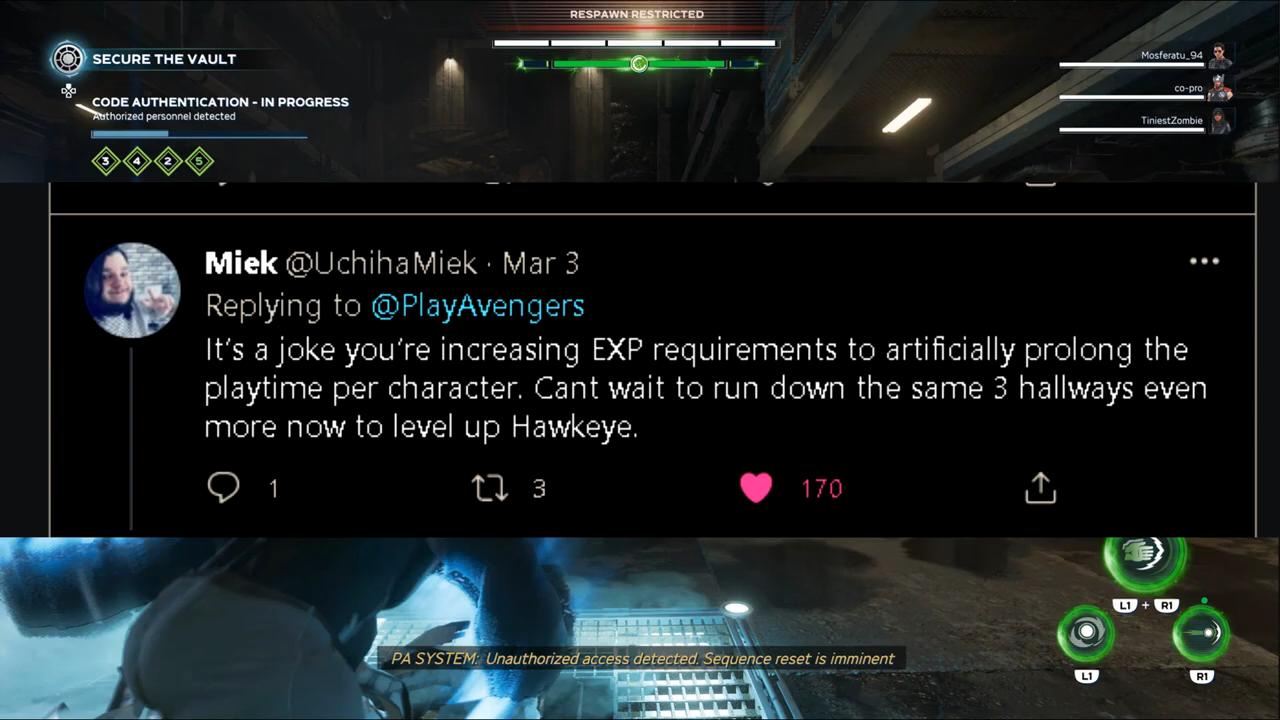 RESPAWN RESTRICTED
SECURE THE VAULT
CODE AUTHENTICATION - IN PROGRESS
Authorized personnel detected
3 4 2 5
Mosferatu_94
co-pro
TiniestZombie
Miek @UchihaMiek · Mar 3
Replying to @PlayAvengers
It's a joke you're increasing EXP requirements to artificially prolong the
playtime per character. Cant wait to run down the same 3 hallways even
more now to level up Hawkeye.
1 3 170
L1 + R1
L1 R1
PA SYSTEM: Unauthorized access detected. Sequence reset is imminent